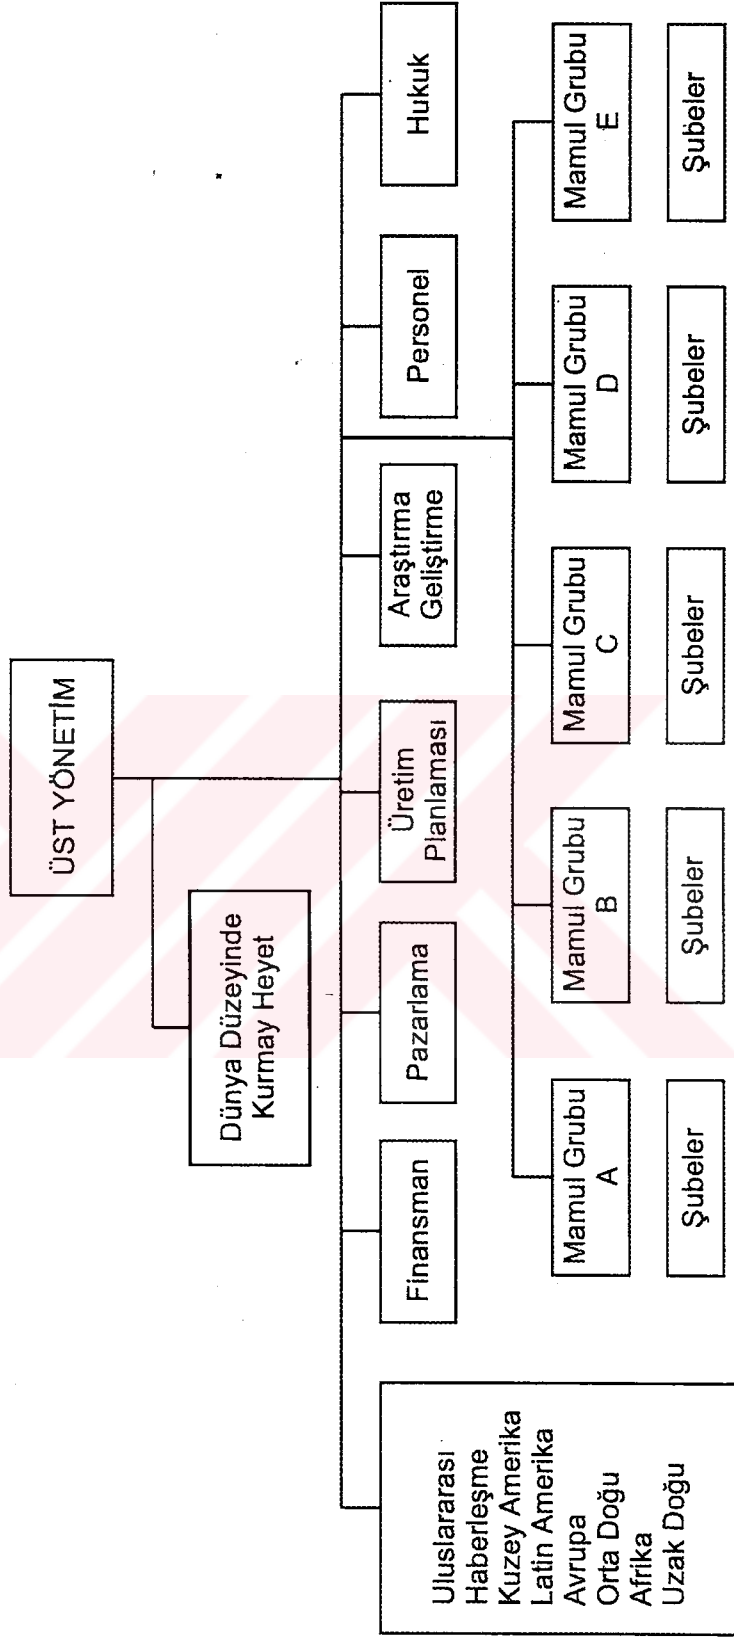 ÜST YÖNETİM
Dünya Düzeyinde
Kurmay Heyet
Uluslararası
Haberleşme
Kuzey Amerika
Latin Amerika
Avrupa
Orta Doğu
Afrika
Uzak Doğu
Finansman
Pazarlama
Üretim
Planlaması
Araştırma
Geliştirme
Personel
Hukuk
Mamul Grubu
A
Mamul Grubu
B
Mamul Grubu
C
Mamul Grubu
D
Mamul Grubu
E
Şubeler
Şubeler
Şubeler
Şubeler
Şubeler